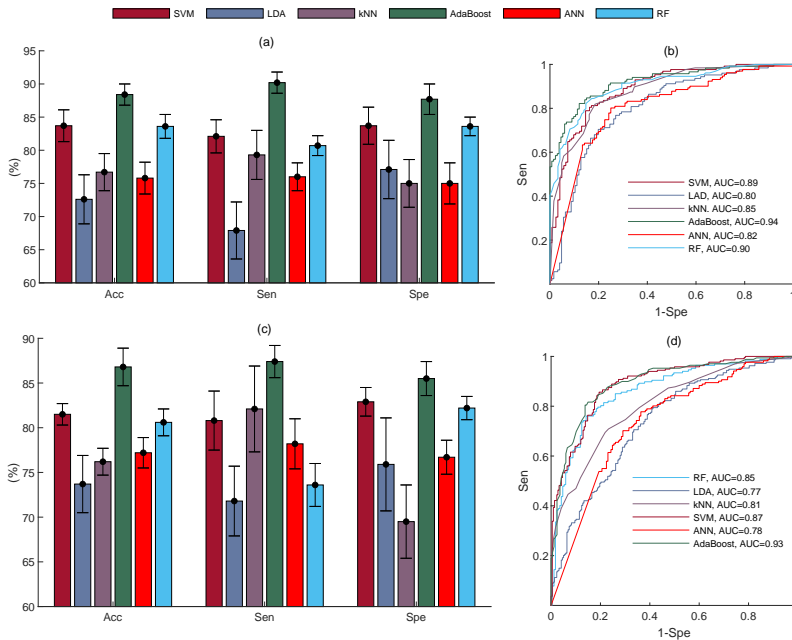 SVM LDA kNN AdaBoost ANN RF
(a)
95
90
85
80
75
70
65
60
(%)
Acc Sen Spe
(b)
1
0.8
0.6
0.4
0.2
Sen
SVM, AUC=0.89
LAD, AUC=0.80
kNN. AUC=0.85
AdaBoost, AUC=0.94
ANN, AUC=0.82
RF, AUC=0.90
0 0.2 0.4 0.6 0.8 1
1-Spe
(c)
90
85
80
75
70
65
60
(%)
Acc Sen Spe
(d)
1
0.8
0.6
0.4
0.2
Sen
RF, AUC=0.85
LDA, AUC=0.77
kNN, AUC=0.81
SVM, AUC=0.87
ANN, AUC=0.78
AdaBoost, AUC=0.93
0 0.2 0.4 0.6 0.8
1-Spe